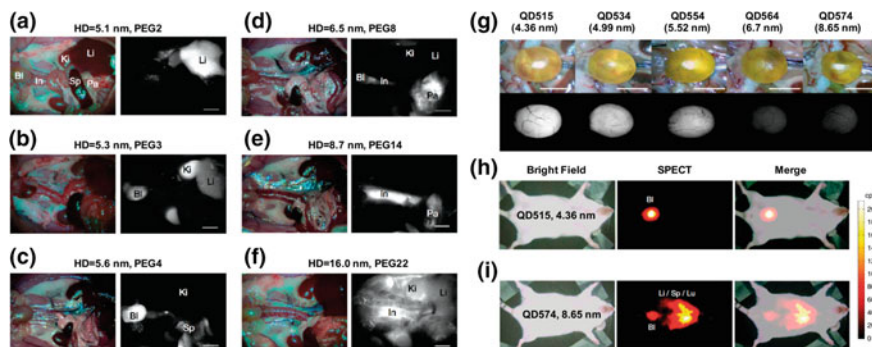 (a)
HD=5.1 nm, PEG2
Bl
In
Ki
Sp
Li
Pa
Li
(b)
HD=5.3 nm, PEG3
Bl
Ki
Li
(c)
HD=5.6 nm, PEG4
Bl
Ki
Sp
(d)
HD=6.5 nm, PEG8
Bl
In
Ki
Li
Pa
(e)
HD=8.7 nm, PEG14
In
Pa
(f)
HD=16.0 nm, PEG22
Ki
Li
In
(g)
QD515 QD534 QD554 QD564 QD574
(4.36 nm) (4.99 nm) (5.52 nm) (6.7 nm) (8.65 nm)
(h)
Bright Field SPECT Merge
QD515, 4.36 nm
Bl
(i)
QD574, 8.65 nm
Li / Sp / Lu
Bl